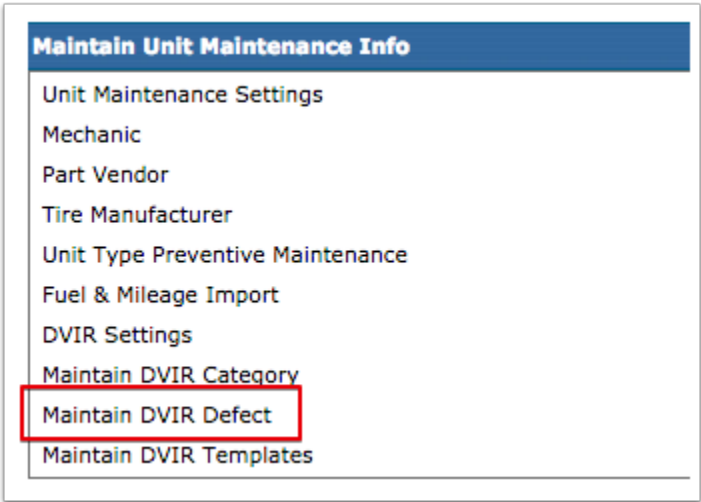 Maintain Unit Maintenance Info
Unit Maintenance Settings
Mechanic
Part Vendor
Tire Manufacturer
Unit Type Preventive Maintenance
Fuel & Mileage Import
DVIR Settings
Maintain DVIR Category
Maintain DVIR Defect
Maintain DVIR Templates